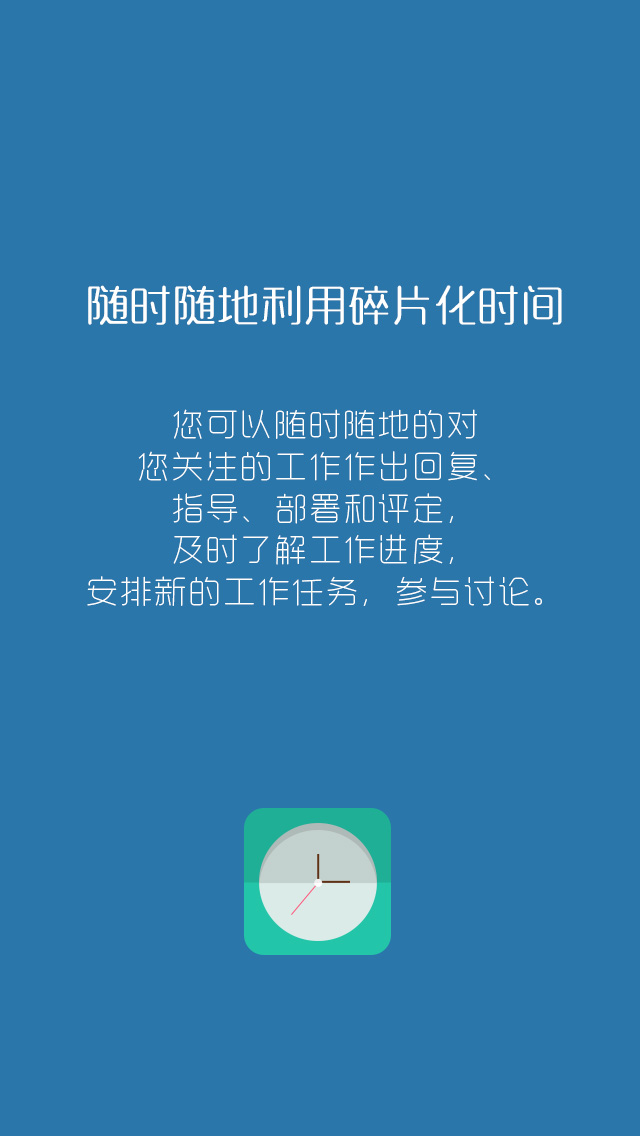 随时随地利用碎片化时间
您可以随时随地的对
您关注的工作作出回复、
指导、部署和评定，
及时了解工作进度，
安排新的工作任务，参与讨论。